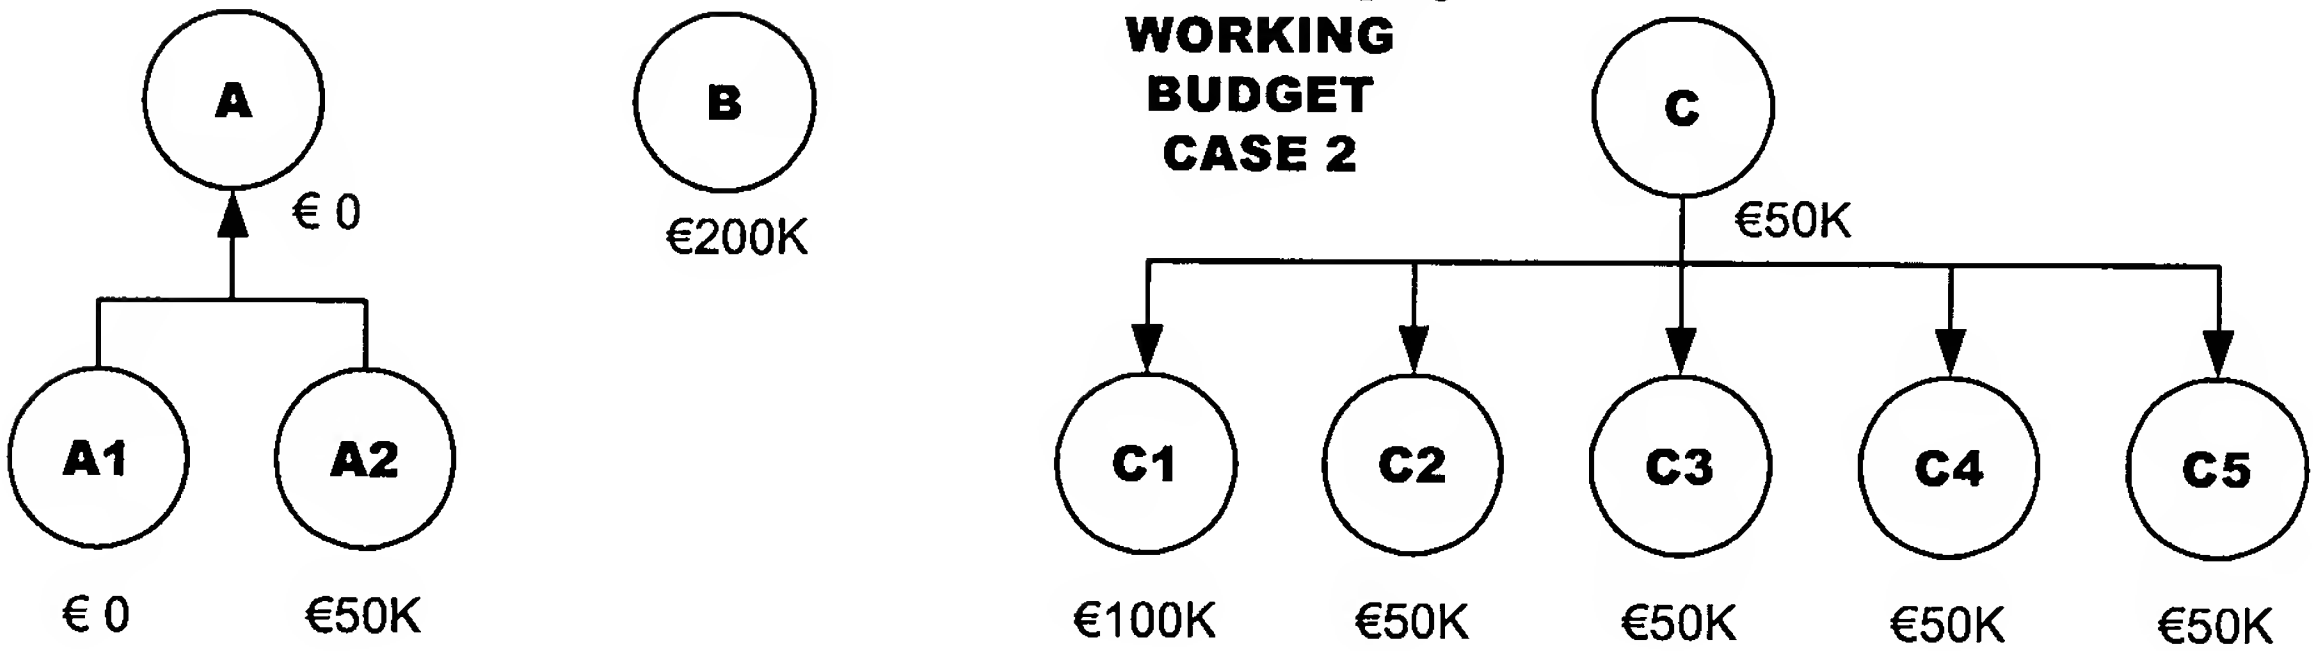 WORKING
BUDGET
CASE 2
A
B
C
€ 0
€200K
€50K
A1
A2
C1
C2
C3
C4
C5
€ 0
€50K
€100K
€50K
€50K
€50K
€50K